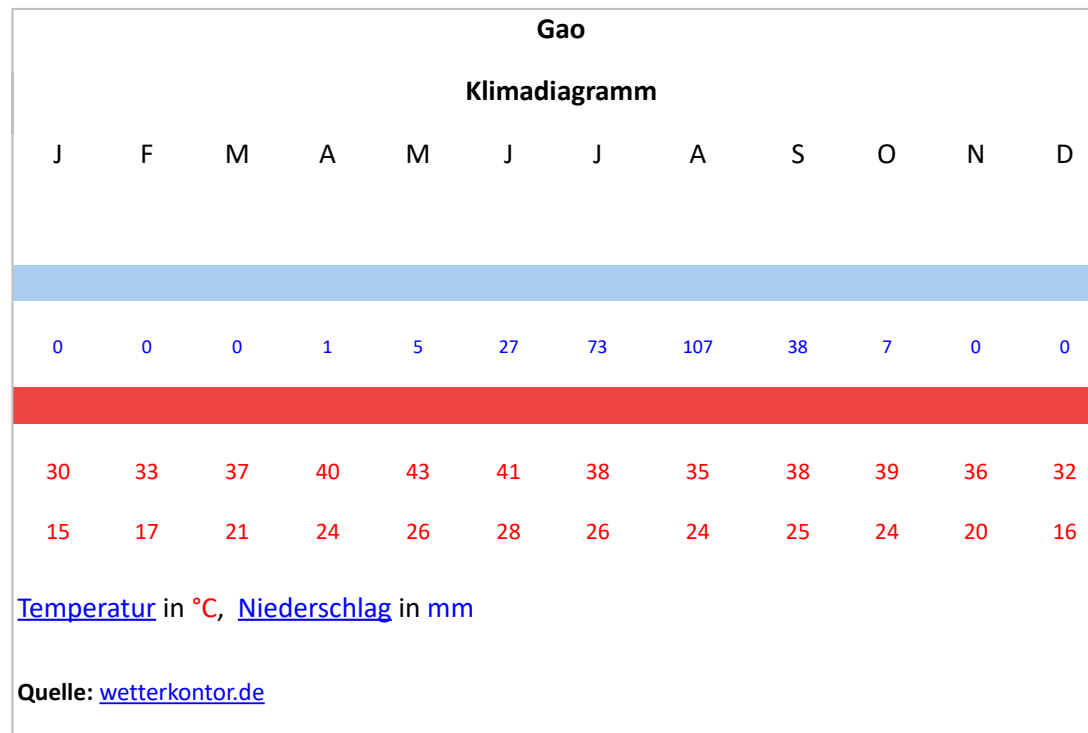 Gao
Klimadiagramm
J F M A M J J A S O N D
0 0 0 1 5 27 73 107 38 7 0 0
30 33 37 40 43 41 38 35 38 39 36 32
15 17 21 24 26 28 26 24 25 24 20 16
Temperatur in °C, Niederschlag in mm
Quelle: wetterkontor.de